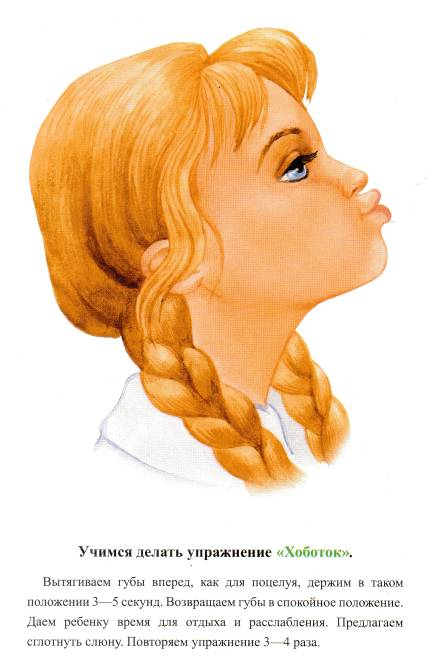 Учимся делать упражнение «Хоботок».
Вытягиваем губы вперед, как для поцелуя, держим в таком
положении 3—5 секунд. Возвращаем губы в спокойное положение.
Даем ребенку время для отдыха и расслабления. Предлагаем
сглотнуть слюну. Повторяем упражнение 3—4 раза.